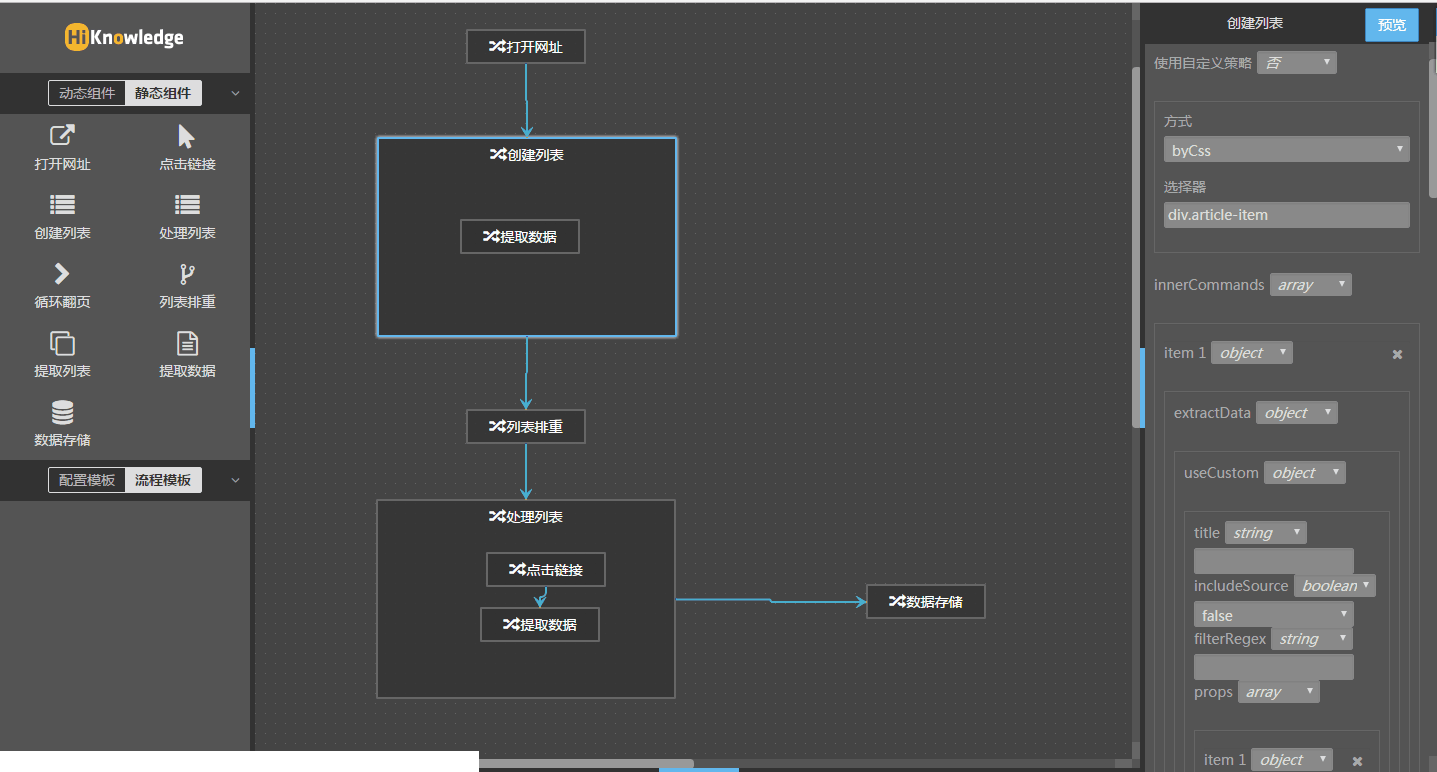 HiKnowledge
动态组件 静态组件
打开网址 点击链接
创建列表 处理列表
循环翻页 列表排重
提取列表 提取数据
数据存储
配置模板 流程模板
打开网址
创建列表
提取数据
列表排重
处理列表
点击链接
提取数据
数据存储
创建列表 预览
使用自定义策略 否
方式
byCss
选择器
div.article-item
innerCommands array
item 1 object
extractData object
useCustom object
title string
includeSource boolean
false
filterRegex string
props array
item 1 object